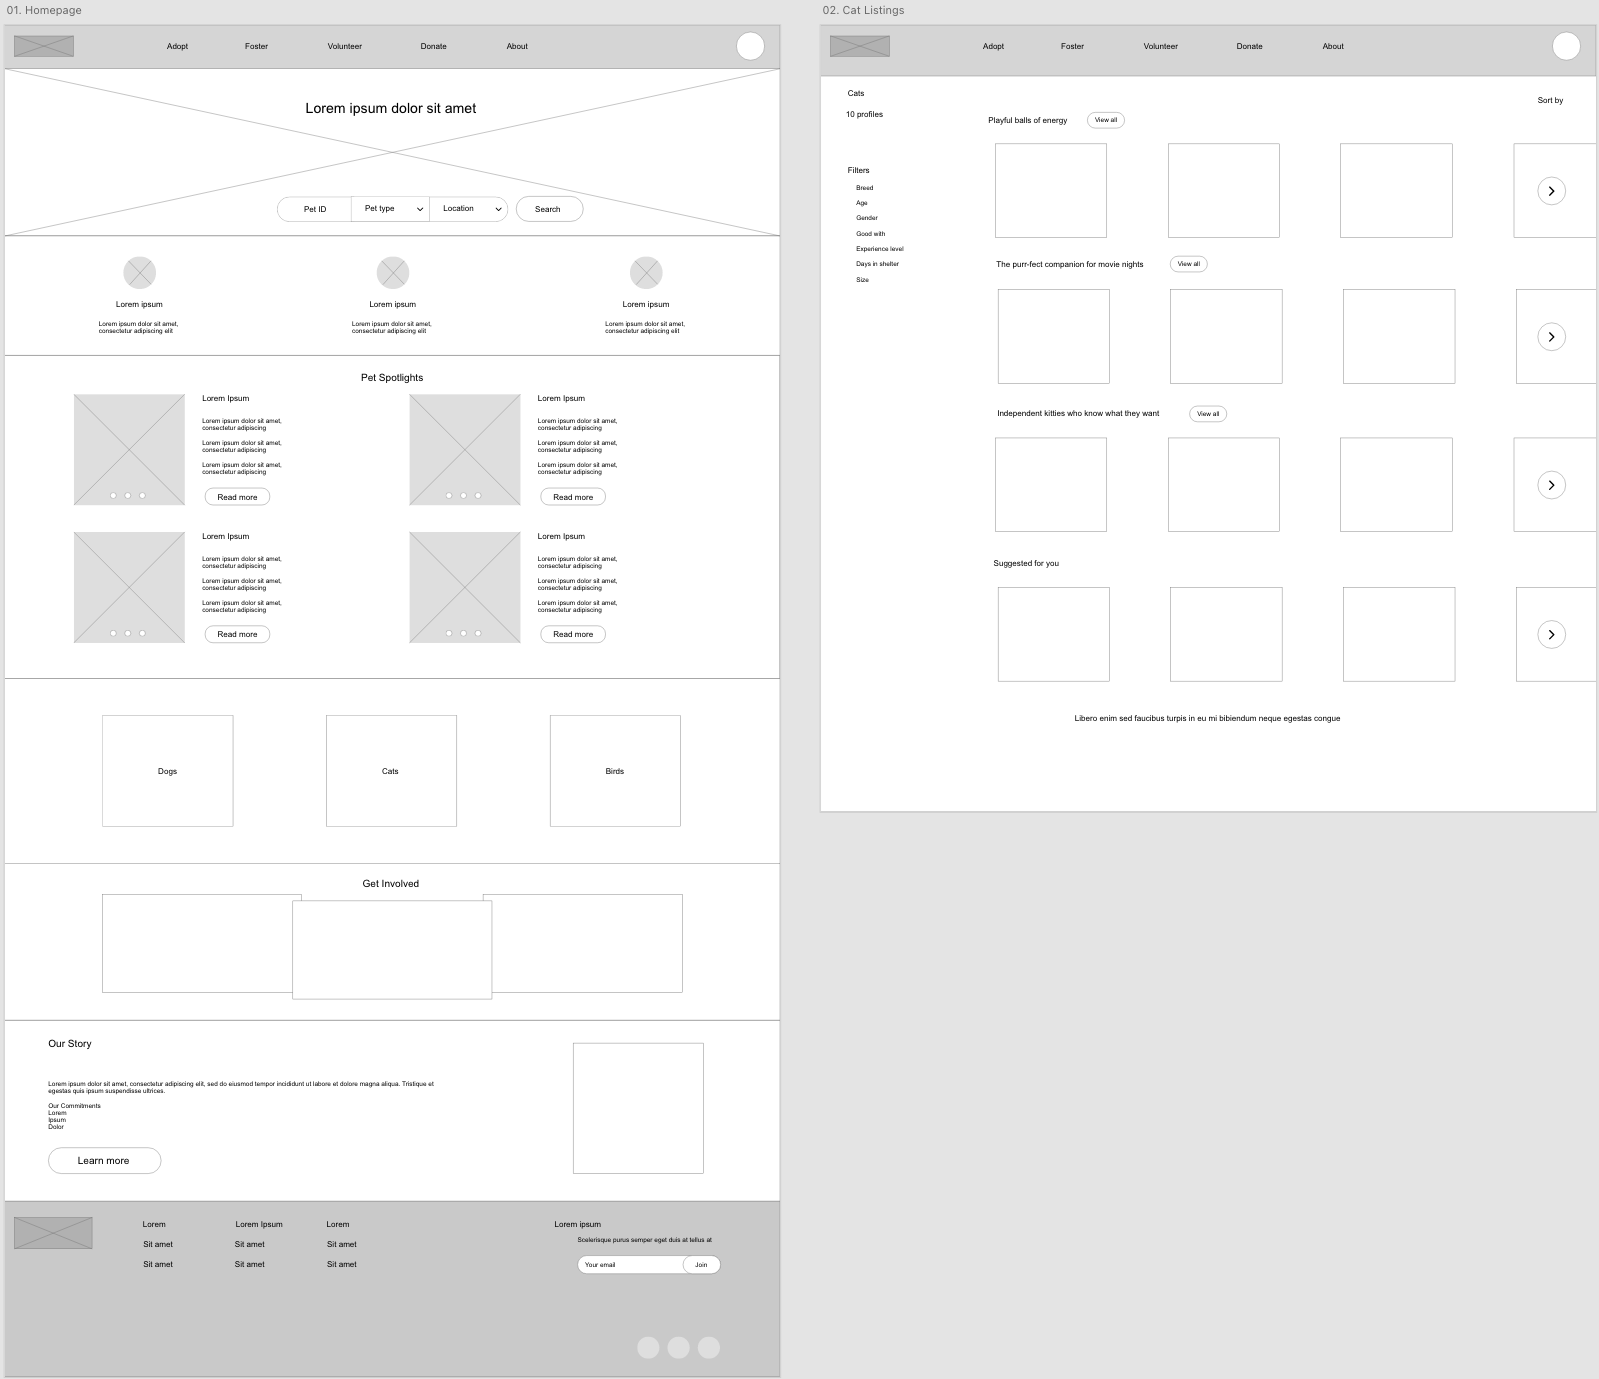 01. Homepage
Adopt
Foster
Volunteer
Donate
About
Lorem ipsum dolor sit amet
Pet ID
Pet type
Location
Search
Lorem ipsum
Lorem ipsum dolor sit amet,
consectetur adipiscing elit
Lorem ipsum
Lorem ipsum dolor sit amet,
consectetur adipiscing elit
Lorem ipsum
Lorem ipsum dolor sit amet,
consectetur adipiscing elit
Pet Spotlights
Lorem Ipsum
Lorem ipsum dolor sit amet,
consectetur adipiscing
Lorem ipsum dolor sit amet,
consectetur adipiscing
Lorem ipsum dolor sit amet,
consectetur adipiscing
Read more
Lorem Ipsum
Lorem ipsum dolor sit amet,
consectetur adipiscing
Lorem ipsum dolor sit amet,
consectetur adipiscing
Lorem ipsum dolor sit amet,
consectetur adipiscing
Read more
Lorem Ipsum
Lorem ipsum dolor sit amet,
consectetur adipiscing
Lorem ipsum dolor sit amet,
consectetur adipiscing
Lorem ipsum dolor sit amet,
consectetur adipiscing
Read more
Lorem Ipsum
Lorem ipsum dolor sit amet,
consectetur adipiscing
Lorem ipsum dolor sit amet,
consectetur adipiscing
Lorem ipsum dolor sit amet,
consectetur adipiscing
Read more
Dogs
Cats
Birds
Get Involved
Our Story
Lorem ipsum dolor sit amet, consectetur adipiscing elit, sed do eiusmod tempor incididunt ut labore et dolore magna aliqua. Tristique et
egestas quis ipsum suspendisse ultrices.
Our Commitments
Lorem
Ipsum
Dolor
Learn more
Lorem
Sit amet
Sit amet
Lorem Ipsum
Sit amet
Sit amet
Lorem
Sit amet
Sit amet
Lorem ipsum
Scelerisque purus semper eget duis at tellus at
Your email
Join
02. Cat Listings
Adopt
Foster
Volunteer
Donate
About
Cats
10 profiles
Sort by
Filters
Breed
Age
Gender
Good with
Experience level
Days in shelter
Size
Playful balls of energy
View all
The purr-fect companion for movie nights
View all
Independent kitties who know what they want
View all
Suggested for you
Libero enim sed faucibus turpis in eu mi bibiendum neque egestas congue